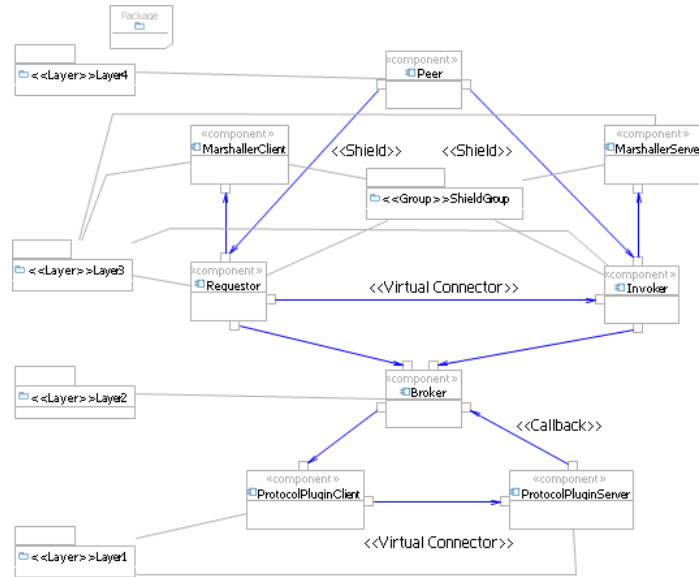 Package
<<Layer>>Layer4
«component»
Peer
«component»
MarshallerClient
<<Shield>>
<<Shield>>
«component»
MarshallerServe
<<Group>>ShieldGroup
<<Layer>>Layer3
«component»
Requestor
<<Virtual Connector>>
«component»
Invoker
<<Layer>>Layer2
«component»
Broker
<<Callback>>
«component»
ProtocolPluginClient
«component»
ProtocolPluginServer
<<Virtual Connector>>
<<Layer>>Layer1